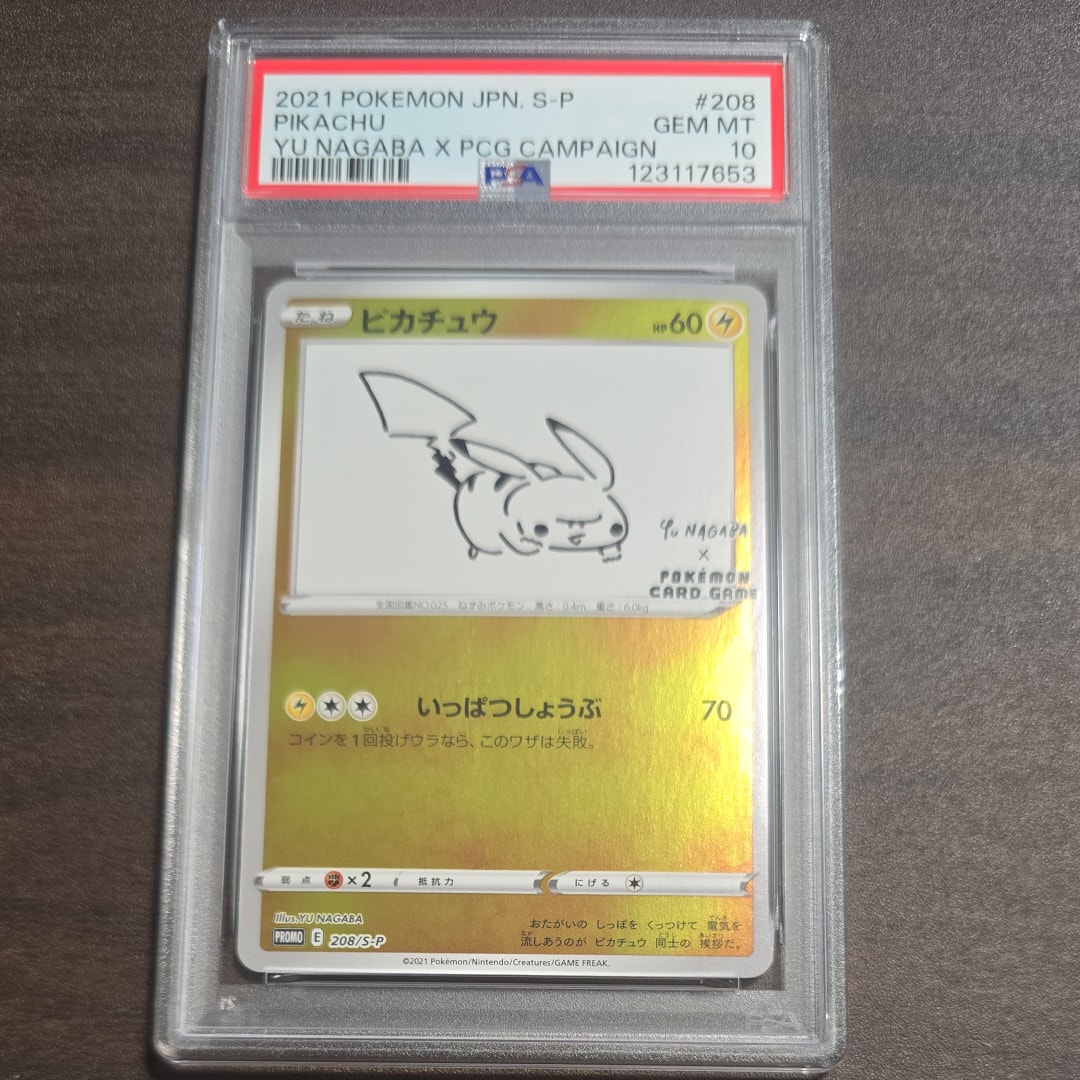 2021 POKEMON JPN. S-P #208
PIKACHU GEM MT
YU NAGABA X PCG CAMPAIGN 10
PSA 123117653
たね ピカチュウ HP60
YU NAGABA
×
POKÉMON
CARD GAME
全国図鑑NO.025 ねずみポケモン 高さ:0.4m 重さ:6.0kg
いっぱつしょうぶ 70
コインを1回投げウラなら、このワザは失敗。
弱点 ×2 抵抗力 にげる
Illus.YU NAGABA
PROMO E 208/S-P
おたがいの しっぽを くっつけて 電気を
流しあうのが ピカチュウ 同士の 挨拶だ。
©2021 Pokémon/Nintendo/Creatures/GAME FREAK.